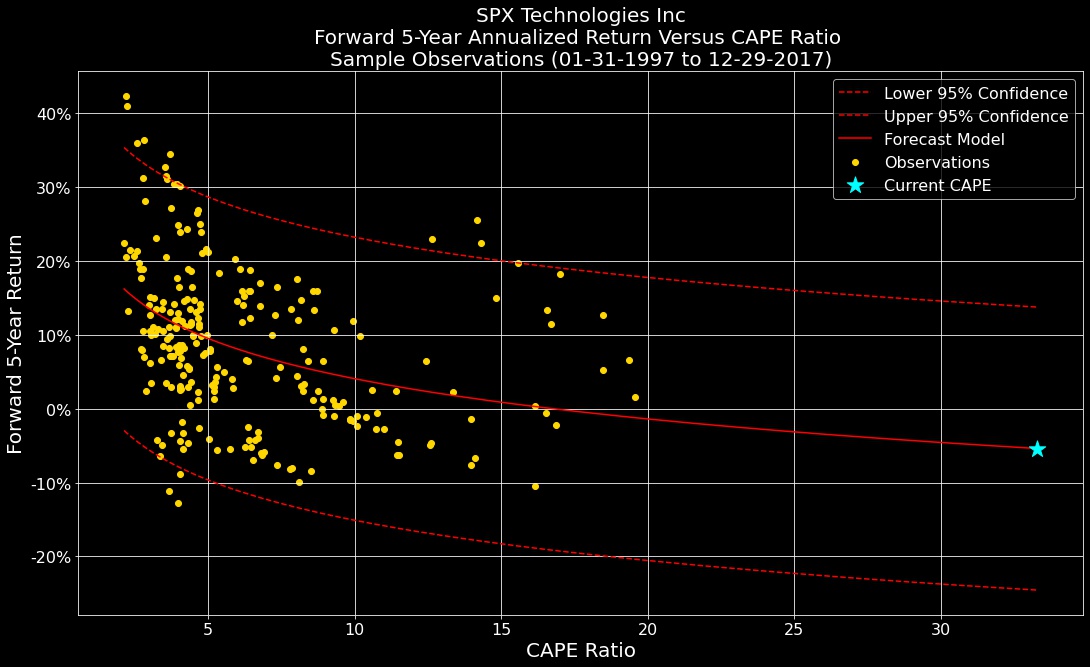 SPX Technologies Inc
Forward 5-Year Annualized Return Versus CAPE Ratio
Sample Observations (01-31-1997 to 12-29-2017)
Lower 95% Confidence
Upper 95% Confidence
Forecast Model
Observations
Current CAPE
Forward 5-Year Return
40%
30%
20%
10%
0%
-10%
-20%
5
10
15
20
25
30
CAPE Ratio